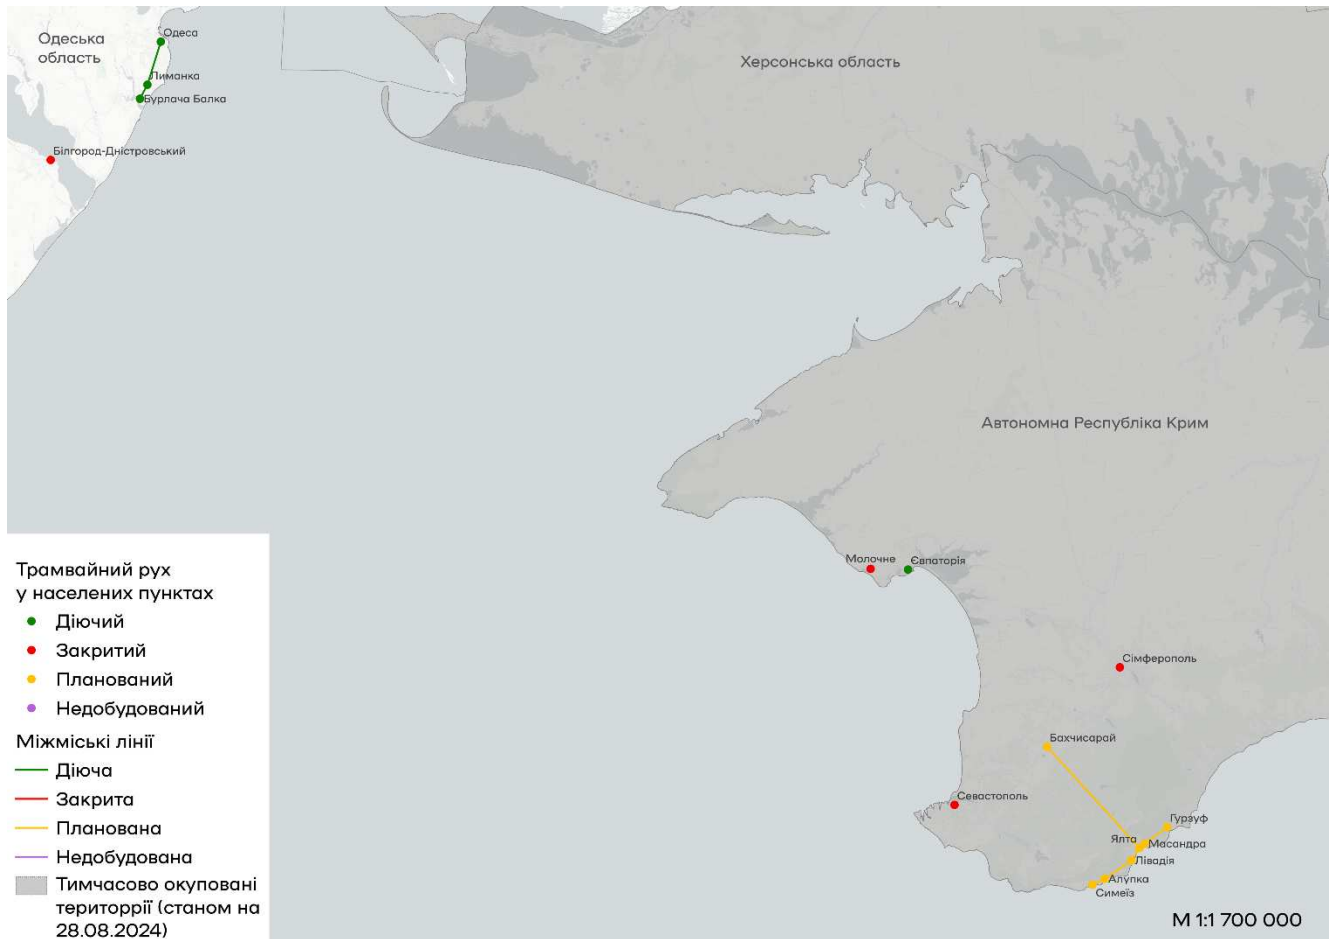 Одеська
область
Одеса
Лиманка
Бурлача Балка
Білгород-Дністровський
Херсонська область
Автономна Республіка Крим
Молочне
Євпаторія
Сімферополь
Бахчисарай
Севастополь
Гурзуф
Ялта
Масандра
Лівадія
Алупка
Симеїз
Трамвайний рух
у населених пунктах
Діючий
Закритий
Планований
Недобудований
Міжміські лінії
Діюча
Закрита
Планована
Недобудована
Тимчасово окуповані
території (станом на
28.08.2024)
М 1:1 700 000